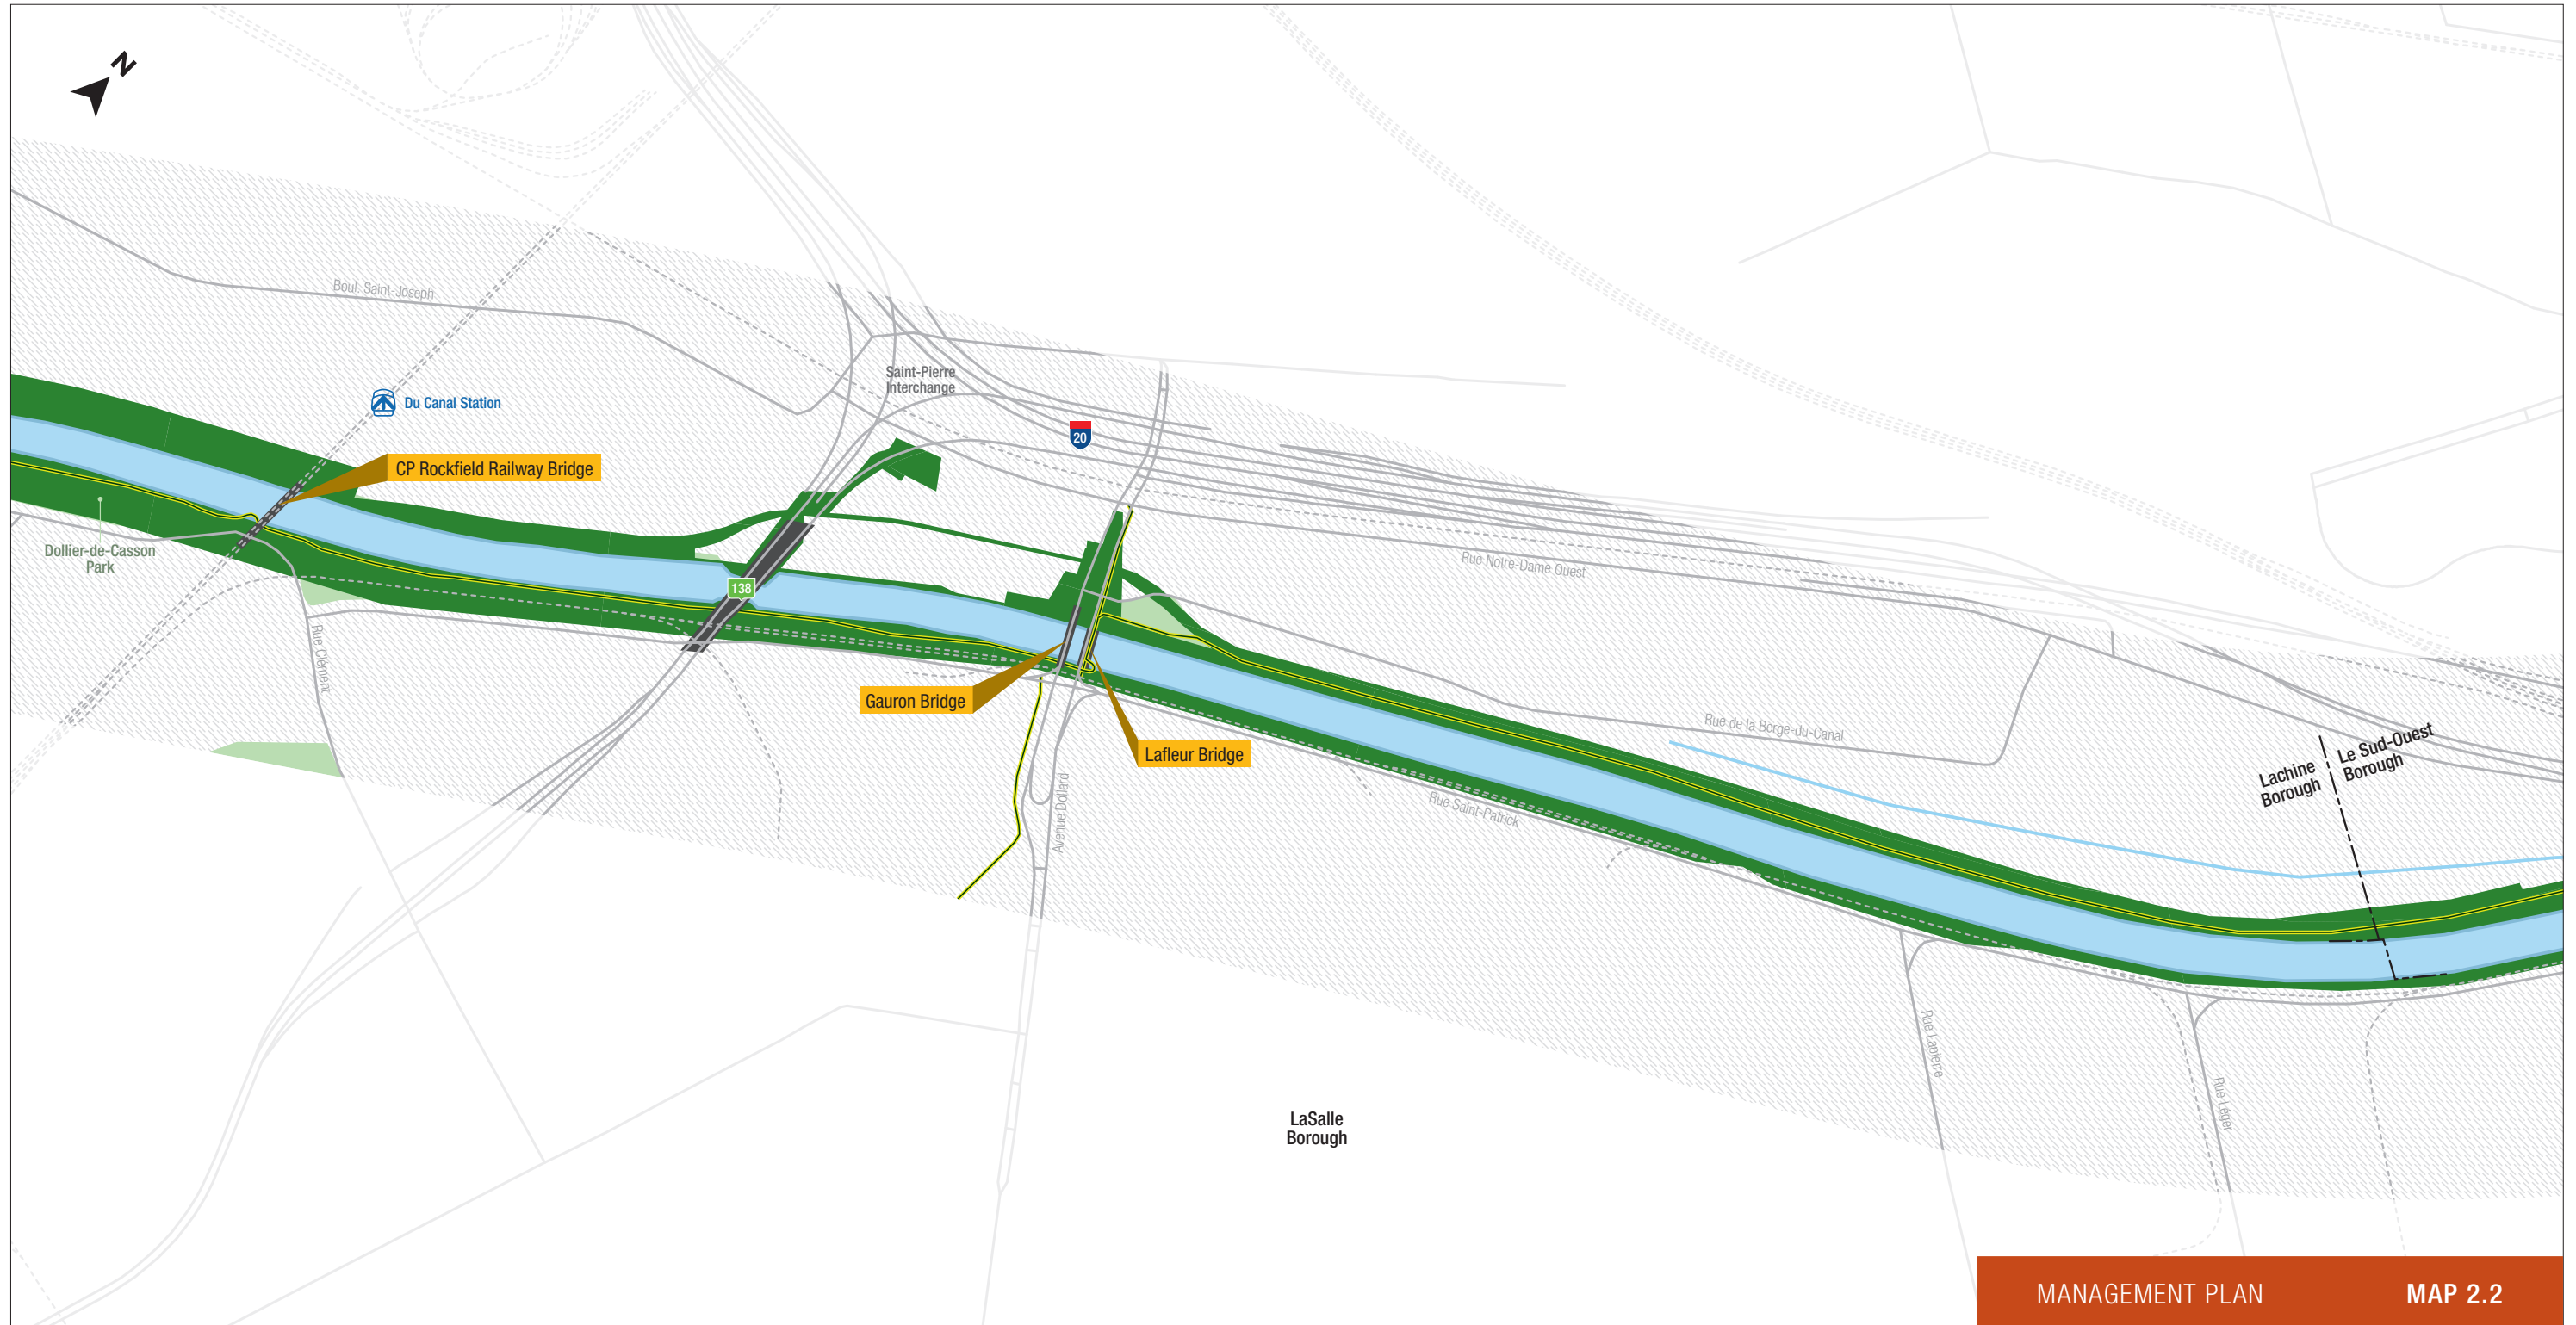 N
Boul. Saint-Joseph
Saint-Pierre
Interchange
Du Canal Station
20
CP Rockfield Railway Bridge
Dollier-de-Casson
Park
138
Rue Notre-Dame Ouest
Rue Clément
Gauron Bridge
Lafleur Bridge
Rue de la Berge-du-Canal
Lachine
Borough
Le Sud-Ouest
Borough
Avenue Dollard
Rue Saint-Patrick
Rue Lapierre
Rue Léger
LaSalle
Borough
MANAGEMENT PLAN MAP 2.2